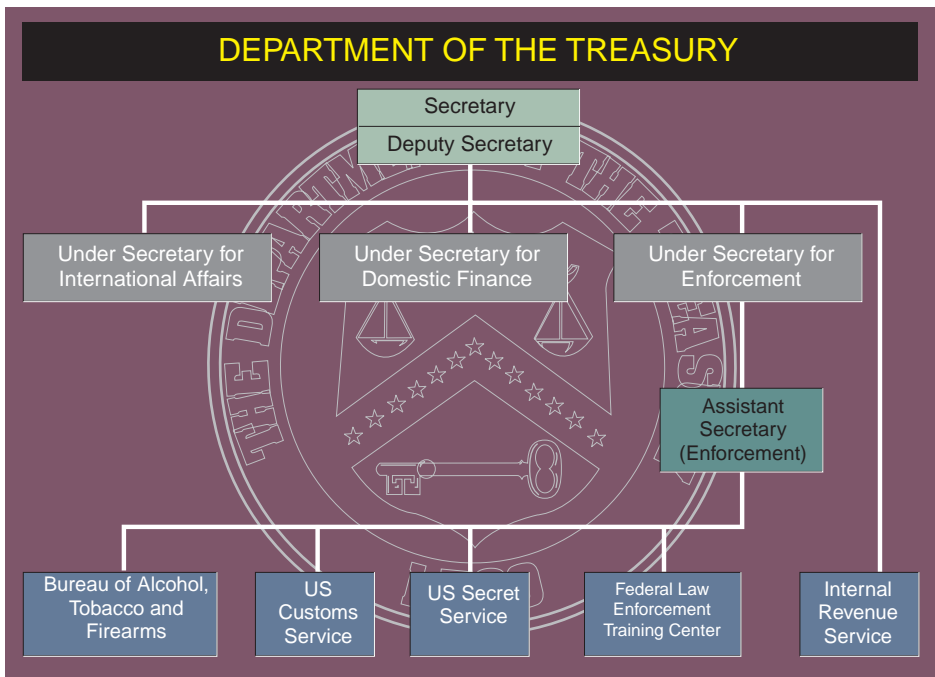 DEPARTMENT OF THE TREASURY
Secretary
Deputy Secretary
Under Secretary for
International Affairs
Under Secretary for
Domestic Finance
Under Secretary for
Enforcement
Assistant
Secretary
(Enforcement)
Bureau of Alcohol,
Tobacco and
Firearms
US
Customs
Service
US Secret
Service
Federal Law
Enforcement
Training Center
Internal
Revenue
Service